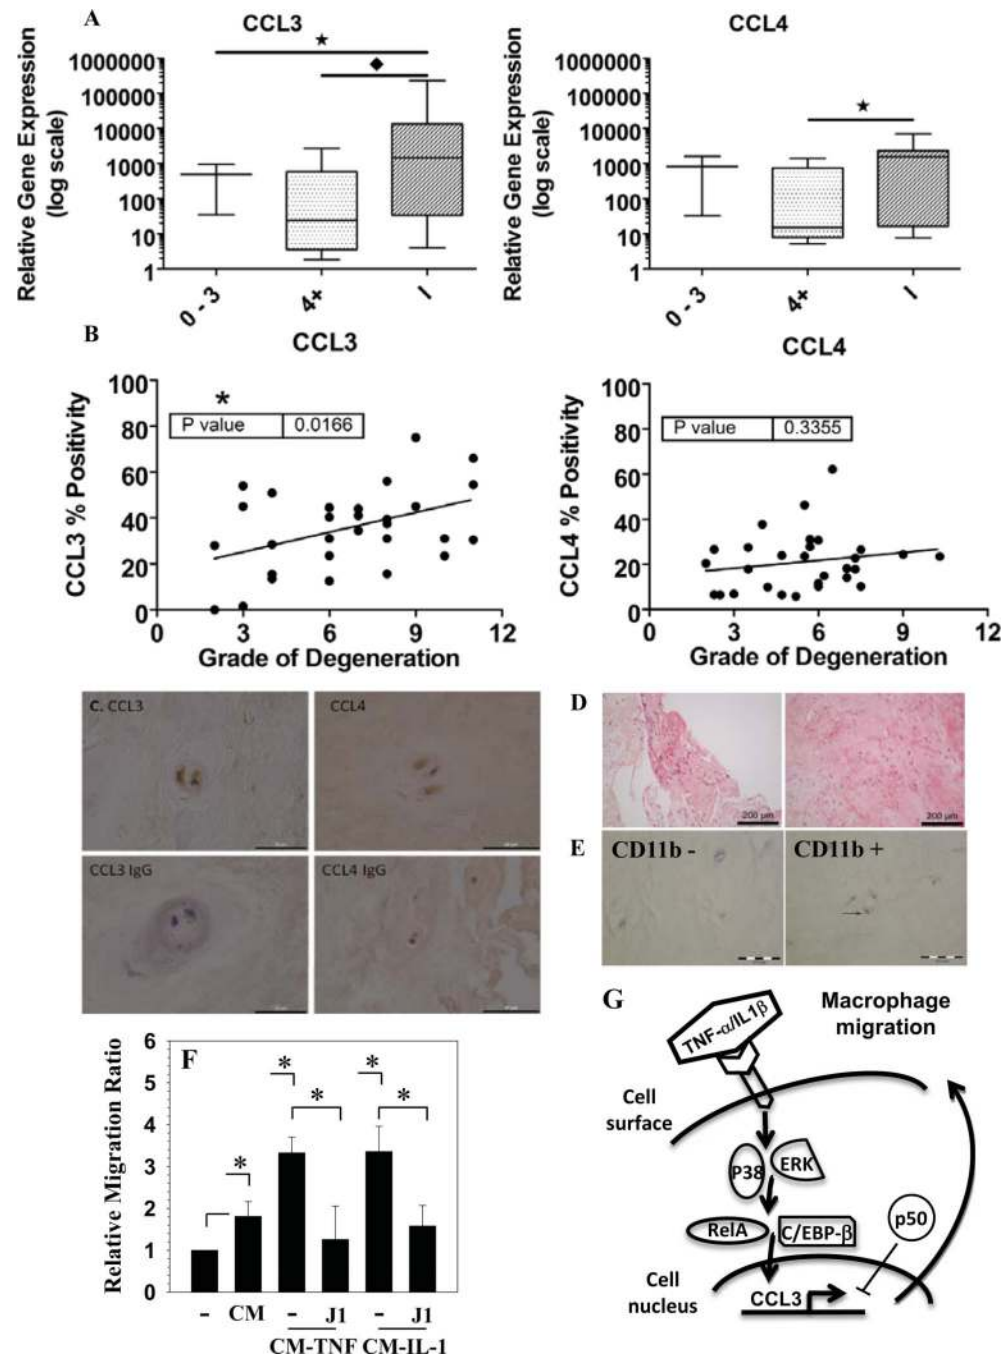 A
CCL3
Relative Gene Expression
(log scale)
1000000
100000
10000
1000
100
10
1
0 - 3
4+
I
CCL4
Relative Gene Expression
(log scale)
1000000
100000
10000
1000
100
10
1
0 - 3
4+
I
B
CCL3
CCL3 % Positivity
100
80
60
40
20
0
*
P value 0.0166
0 3 6 9 12
Grade of Degeneration
CCL4
CCL4 % Positivity
100
80
60
40
20
0
P value 0.3355
0 3 6 9 12
Grade of Degeneration
C. CCL3
CCL4
CCL3 IgG
CCL4 IgG
D
200 µm
200 µm
E
CD11b -
CD11b +
F
Relative Migration Ratio
6
5
4
3
2
1
0
* * * * *
- CM - J1 - J1
CM-TNF CM-IL-1
G
Macrophage
migration
TNF-α/IL1β
Cell
surface
P38
ERK
RelA
C/EBP-β
p50
Cell
nucleus
CCL3